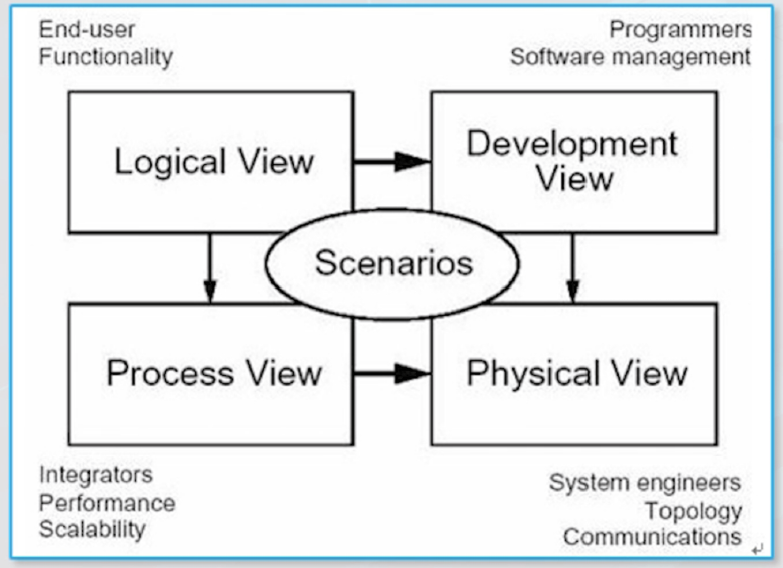 End-user
Functionality
Programmers
Software management
Logical View
Development
View
Scenarios
Process View
Physical View
Integrators
Performance
Scalability
System engineers
Topology
Communications